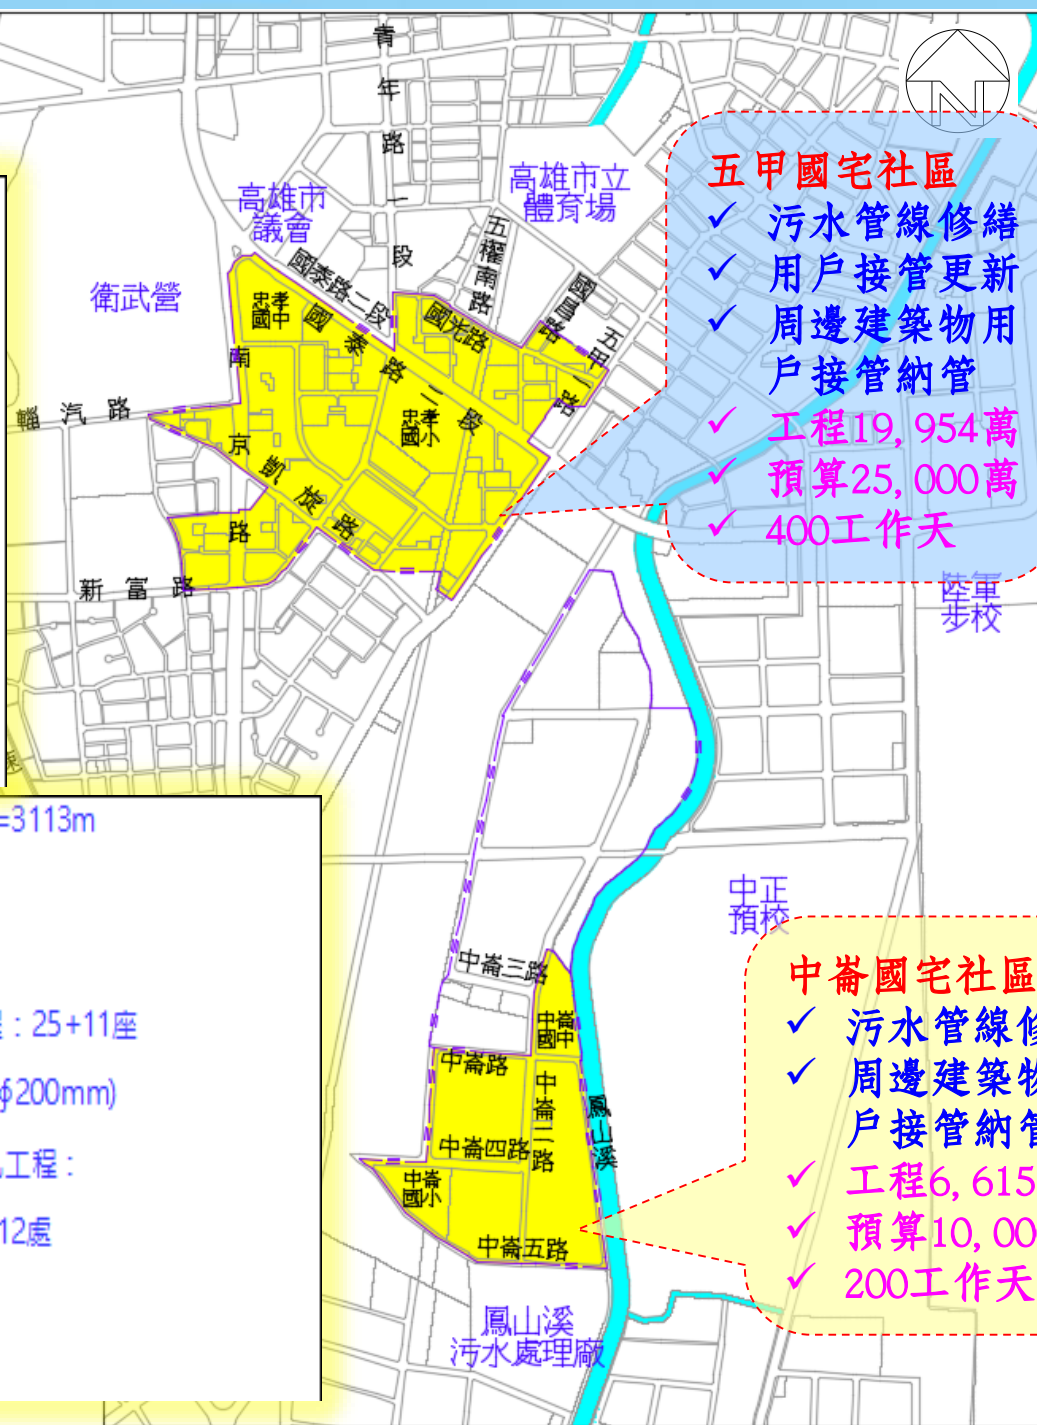 N
青年路一段
高雄市
議會
高雄市立
體育場
五權南路
國昌路
五甲一路
國泰路二段
衛武營
忠孝
國中
國泰路二段
國光路
忠孝
國小
輜汽路
南京路
凱旋路
新富路
五甲國宅社區
✓ 污水管線修繕
✓ 用戶接管更新
✓ 周邊建築物用
戶接管納管
✓ 工程19,954萬
✓ 預算25,000萬
✓ 400工作天
陸軍
步校
=3113m
：25+11座
∮200mm)
工程：
12處
中正
預校
中崙三路
中崙
國中
中崙路
中崙二路
中崙四路
中崙
國小
中崙五路
鳳山溪
鳳山溪
污水處理廠
中崙國宅社區
✓ 污水管線修
✓ 周邊建築物
戶接管納管
✓ 工程6,615
✓ 預算10,00
✓ 200工作天